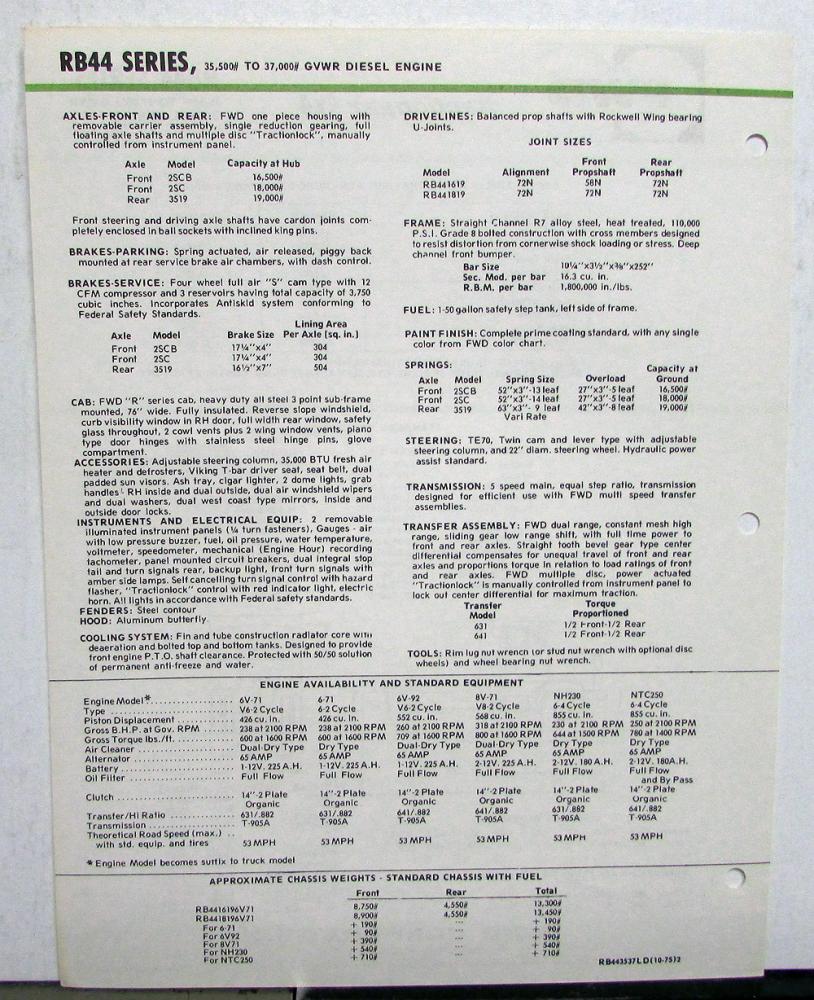 RB44 SERIES, 35,500# TO 37,000# GVWR DIESEL ENGINE
AXLES-FRONT AND REAR: FWD one piece housing with
removable carrier assembly, single reduction gearing, full
floating axle shafts and multiple disc "Tractionlock", manually
controlled from instrument panel.
Axle Model Capacity at Hub
Front 2SCB 16,500#
Front 2SC 18,000#
Rear 3519 19,000#
Front steering and driving axle shafts have cardon joints com-
pletely enclosed in ball sockets with inclined king pins.
BRAKES-PARKING: Spring actuated, air released, piggy back
mounted at rear service brake air chambers, with dash control.
BRAKES-SERVICE: Four wheel full air "S" cam type with 12
CFM compressor and 3 reservoirs having total capacity of 3,750
cubic inches. Incorporates Antiskid system conforming to
Federal Safety Standards.
Lining Area
Axle Model Brake Size Per Axle [sq. in.]
Front 2SCB 17¼"x4" 304
Front 2SC 17¼"x4" 304
Rear 3519 16½"x7" 504
CAB: FWD "R" series cab, heavy duty all steel 3 point sub-frame
mounted, 76" wide. Fully insulated. Reverse slope windshield,
curb visibility window in RH door, full width rear window, safety
glass throughout, 2 cowl vents plus 2 wing window vents, piano
type door hinges with stainless steel hinge pins, glove
compartment.
ACCESSORIES: Adjustable steering column, 35,000 BTU fresh air
heater and defrosters, Viking T-bar driver seat, seat belt, dual
padded sun visors. Ash tray, cigar lighter, 2 dome lights, grab
handles - RH inside and dual outside, dual air windshield wipers
and dual washers, dual west coast type mirrors, inside and
outside door locks.
INSTRUMENTS AND ELECTRICAL EQUIP: 2 removable
illuminated instrument panels (¼ turn fasteners), Gauges - air
with low pressure buzzer, fuel, oil pressure, water temperature,
voltmeter, speedometer, mechanical (Engine Hour) recording
tachometer, panel mounted circuit breakers, dual integral stop
tail and turn signals rear, backup light, front turn signals with
amber side lamps. Self cancelling turn signal control with hazard
flasher, "Tractionlock" control with red indicator light, electric
horn. All lights in accordance with Federal safety standards.
FENDERS: Steel contour
HOOD: Aluminum butterfly
COOLING SYSTEM: Fin and tube construction radiator core with
deaeration and bolted top and bottom tanks. Designed to provide
front engine P.T.O. shaft clearance. Protected with 50/50 solution
of permanent anti-freeze and water.
DRIVELINES: Balanced prop shafts with Rockwell Wing bearing
U-Joints.
JOINT SIZES
Front Rear
Model Alignment Propshaft Propshaft
RB441619 72N 58N 72N
RB441819 72N 72N 72N
FRAME: Straight Channel R7 alloy steel, heat treated, 110,000
P.S.I. Grade 8 bolted construction with cross members designed
to resist distortion from cornerwise shock loading or stress. Deep
channel front bumper.
Bar Size 10¼"x3½"x⅜"x252"
Sec. Mod. per bar 16.3 cu. in.
R.B.M. per bar 1,800,000 in./lbs.
FUEL: 1-50 gallon safety step tank, left side of frame.
PAINT FINISH: Complete prime coating standard, with any single
color from FWD color chart.
SPRINGS:
Capacity at
Axle Model Spring Size Overload Ground
Front 2SCB 52"x3"-13 leaf 27"x3"-5 leaf 16,500#
Front 2SC 52"x3"-14 leaf 27"x3"-5 leaf 18,000#
Rear 3519 63"x3"- 9 leaf 42"x3"-8 leaf 19,000#
Vari Rate
STEERING: TE70, Twin cam and lever type with adjustable
steering column, and 22" diam. steering wheel. Hydraulic power
assist standard.
TRANSMISSION: 5 speed main, equal step ratio, transmission
designed for efficient use with FWD multi speed transfer
assemblies.
TRANSFER ASSEMBLY: FWD dual range, constant mesh high
range, sliding gear low range shift, with full time power to
front and rear axles. Straight tooth bevel gear type center
differential compensates for unequal travel of front and rear
axles and proportions torque in relation to load ratings of front
and rear axles. FWD multiple disc, power actuated
"Tractionlock" is manually controlled from instrument panel to
lock out center differential for maximum traction.
Transfer Torque
Model Proportioned
631 1/2 Front-1/2 Rear
641 1/2 Front-1/2 Rear
TOOLS: Rim lug nut wrench (or stud nut wrench with optional disc
wheels) and wheel bearing nut wrench.
ENGINE AVAILABILITY AND STANDARD EQUIPMENT
Engine Model* 6V-71 6-71 6V-92 8V-71 NH230 NTC250
Type V6-2 Cycle 6-2 Cycle V6-2 Cycle V8-2 Cycle 6-4 Cycle 6-4 Cycle
Piston Displacement 426 cu. in. 426 cu. in. 552 cu. in. 568 cu. in. 855 cu. in. 855 cu. in.
Gross B.H.P. at Gov. RPM 238 at 2100 RPM 238 at 2100 RPM 260 at 2100 RPM 318 at 2100 RPM 230 at 2100 RPM 250 at 2100 RPM
Gross Torque lbs./ft. 600 at 1600 RPM 600 at 1600 RPM 709 at 1600 RPM 800 at 1600 RPM 644 at 1500 RPM 780 at 1400 RPM
Air Cleaner Dual-Dry Type Dry Type Dual-Dry Type Dual-Dry Type Dry Type Dry Type
Alternator 65 AMP 65 AMP 65 AMP 65 AMP 65 AMP 65 AMP
Battery 1-12V. 225 A.H. 1-12V. 225 A.H. 1-12V. 225 A.H. 2-12V. 225 A.H. 2-12V. 180 A.H. 2-12V. 180A.H.
Oil Filter Full Flow Full Flow Full Flow Full Flow Full Flow Full Flow
and By Pass
Clutch 14"-2 Plate 14"-2 Plate 14"-2 Plate 14"-2 Plate 14"-2 Plate 14"-2 Plate
Organic Organic Organic Organic Organic Organic
Transfer/Hi Ratio 631/.882 631/.882 641/.882 641/.882 631/.882 641/.882
Transmission T-905A T-905A T-905A T-905A T-905A T-905A
Theoretical Road Speed (max.)
with std. equip. and tires 53 MPH 53 MPH 53 MPH 53 MPH 53 MPH 53 MPH
* Engine Model becomes suffix to truck model
APPROXIMATE CHASSIS WEIGHTS - STANDARD CHASSIS WITH FUEL
Front Rear Total
RB4416196V71 8,750# 4,550# 13,300#
RB4418196V71 8,900# 4,550# 13,450#
For 6-71 + 190# --- + 190#
For 6V92 + 90# --- + 90#
For 8V71 + 390# --- + 390#
For NH230 + 540# --- + 540#
For NTC250 + 710# --- + 710#
RB443537LD(10-75)2